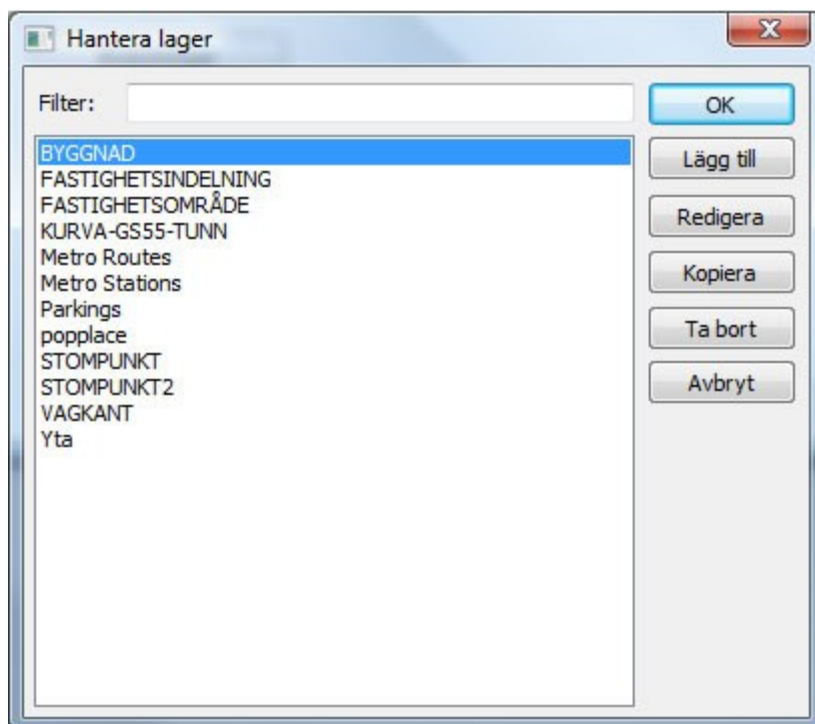 Hantera lager
Filter:
OK
BYGGNAD
FASTIGHETSINDELNING
FASTIGHETSOMRÅDE
KURVA-GS55-TUNN
Metro Routes
Metro Stations
Parkings
popplace
STOMPUNKT
STOMPUNKT2
VAGKANT
Yta
Lägg till
Redigera
Kopiera
Ta bort
Avbryt